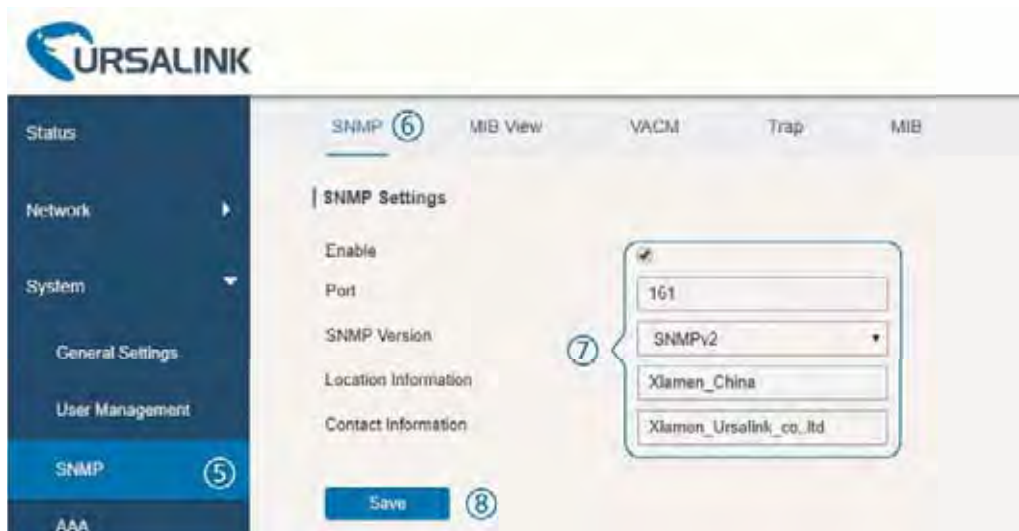 URSALINK
Status
Network
System
General Settings
User Management
SNMP ⑤
AAA
SNMP ⑥ MIB View VACM Trap MIB
SNMP Settings
Enable
Port 161
SNMP Version SNMPv2
⑦
Location Information Xiamen_China
Contact Information Xiamen_Ursalink_co,.ltd
Save ⑧